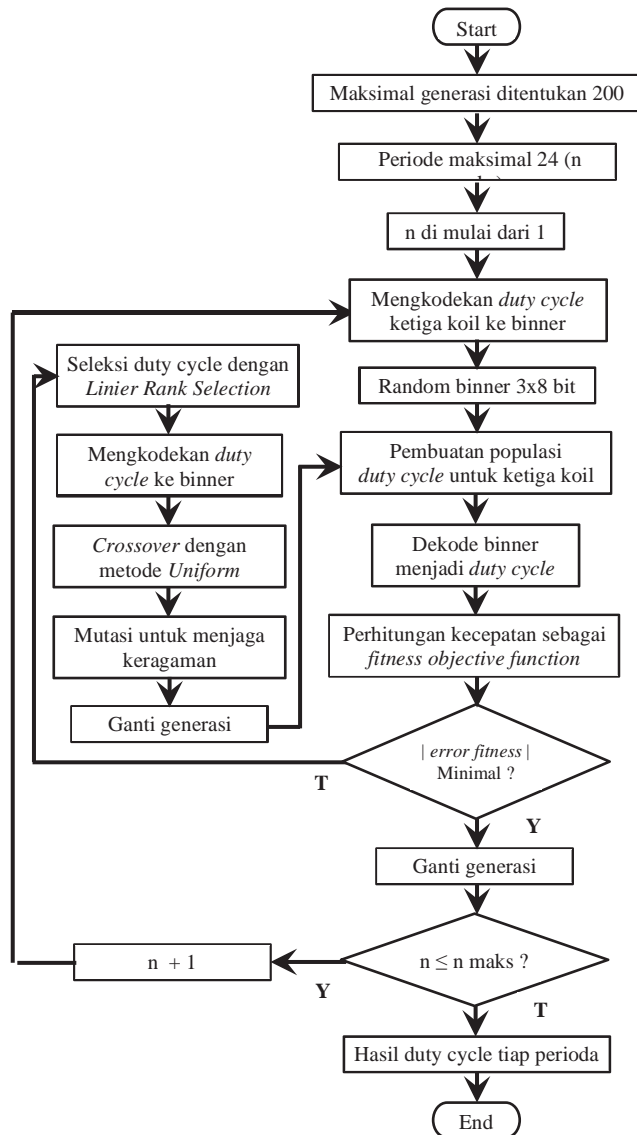 Start
Maksimal generasi ditentukan 200
Periode maksimal 24 (n
n di mulai dari 1
Mengkodekan duty cycle
ketiga koil ke binner
Random binner 3x8 bit
Pembuatan populasi
duty cycle untuk ketiga koil
Dekode binner
menjadi duty cycle
Perhitungan kecepatan sebagai
fitness objective function
| error fitness |
Minimal ?
T
Y
Seleksi duty cycle dengan
Linier Rank Selection
Mengkodekan duty
cycle ke binner
Crossover dengan
metode Uniform
Mutasi untuk menjaga
keragaman
Ganti generasi
Ganti generasi
n ≤ n maks ?
Y
T
n + 1
Hasil duty cycle tiap perioda
End